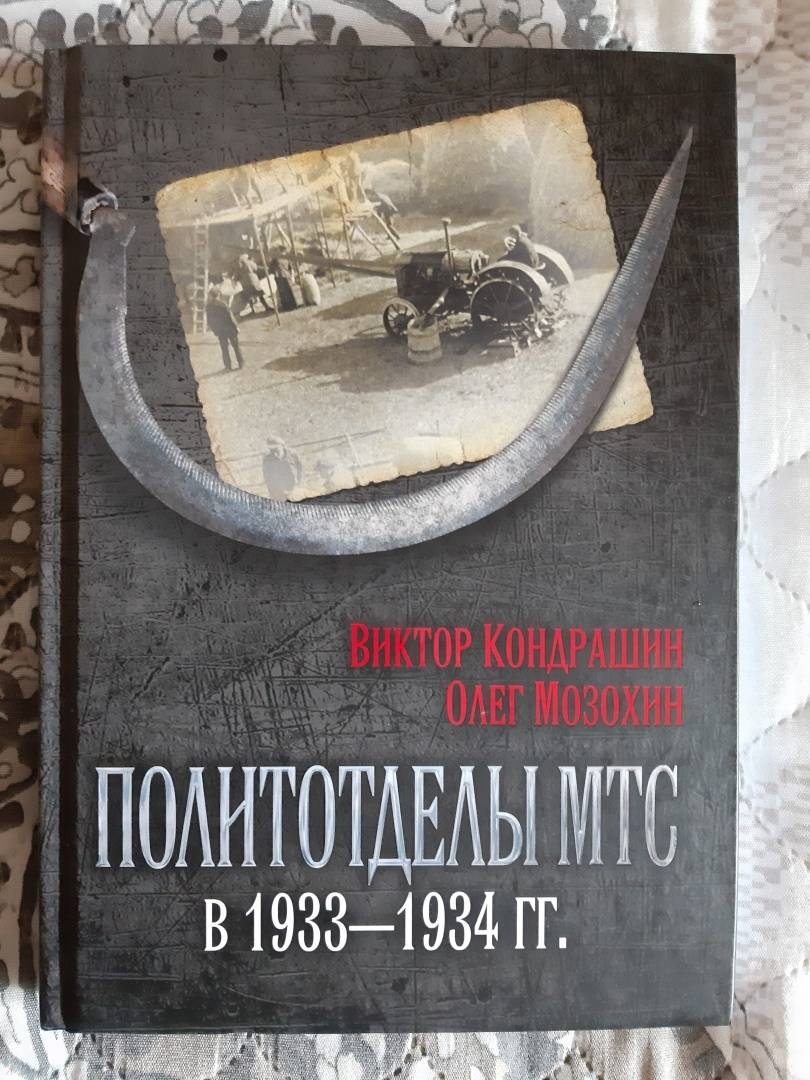 Виктор Кондрашин
Олег Мозохин
ПОЛИТОТДЕЛЫ МТС
в 1933—1934 гг.